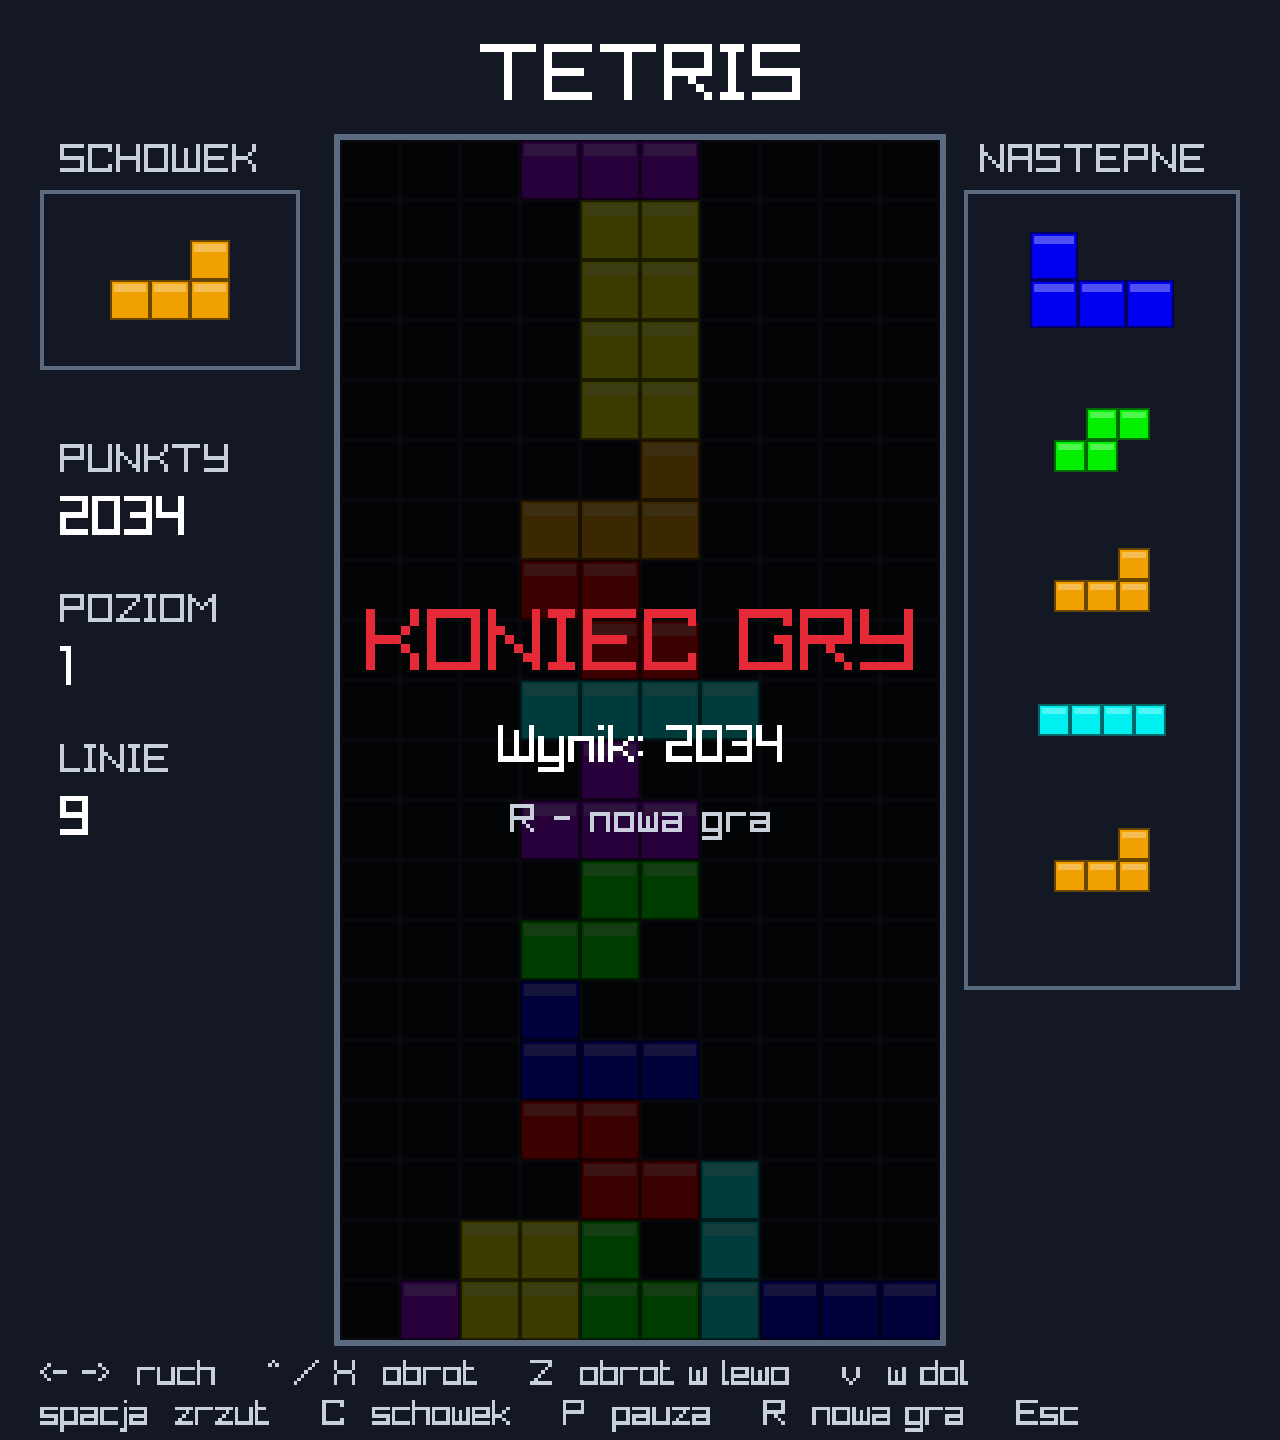 TETRIS
SCHOWEK
NASTEPNE
PUNKTY
2034
POZIOM
1
LINIE
9
KONIEC GRY
Wynik: 2034
R - nowa gra
<- -> ruch ^ / X obrot Z obrot w lewo v w dol
spacja zrzut C schowek P pauza R nowa gra Esc